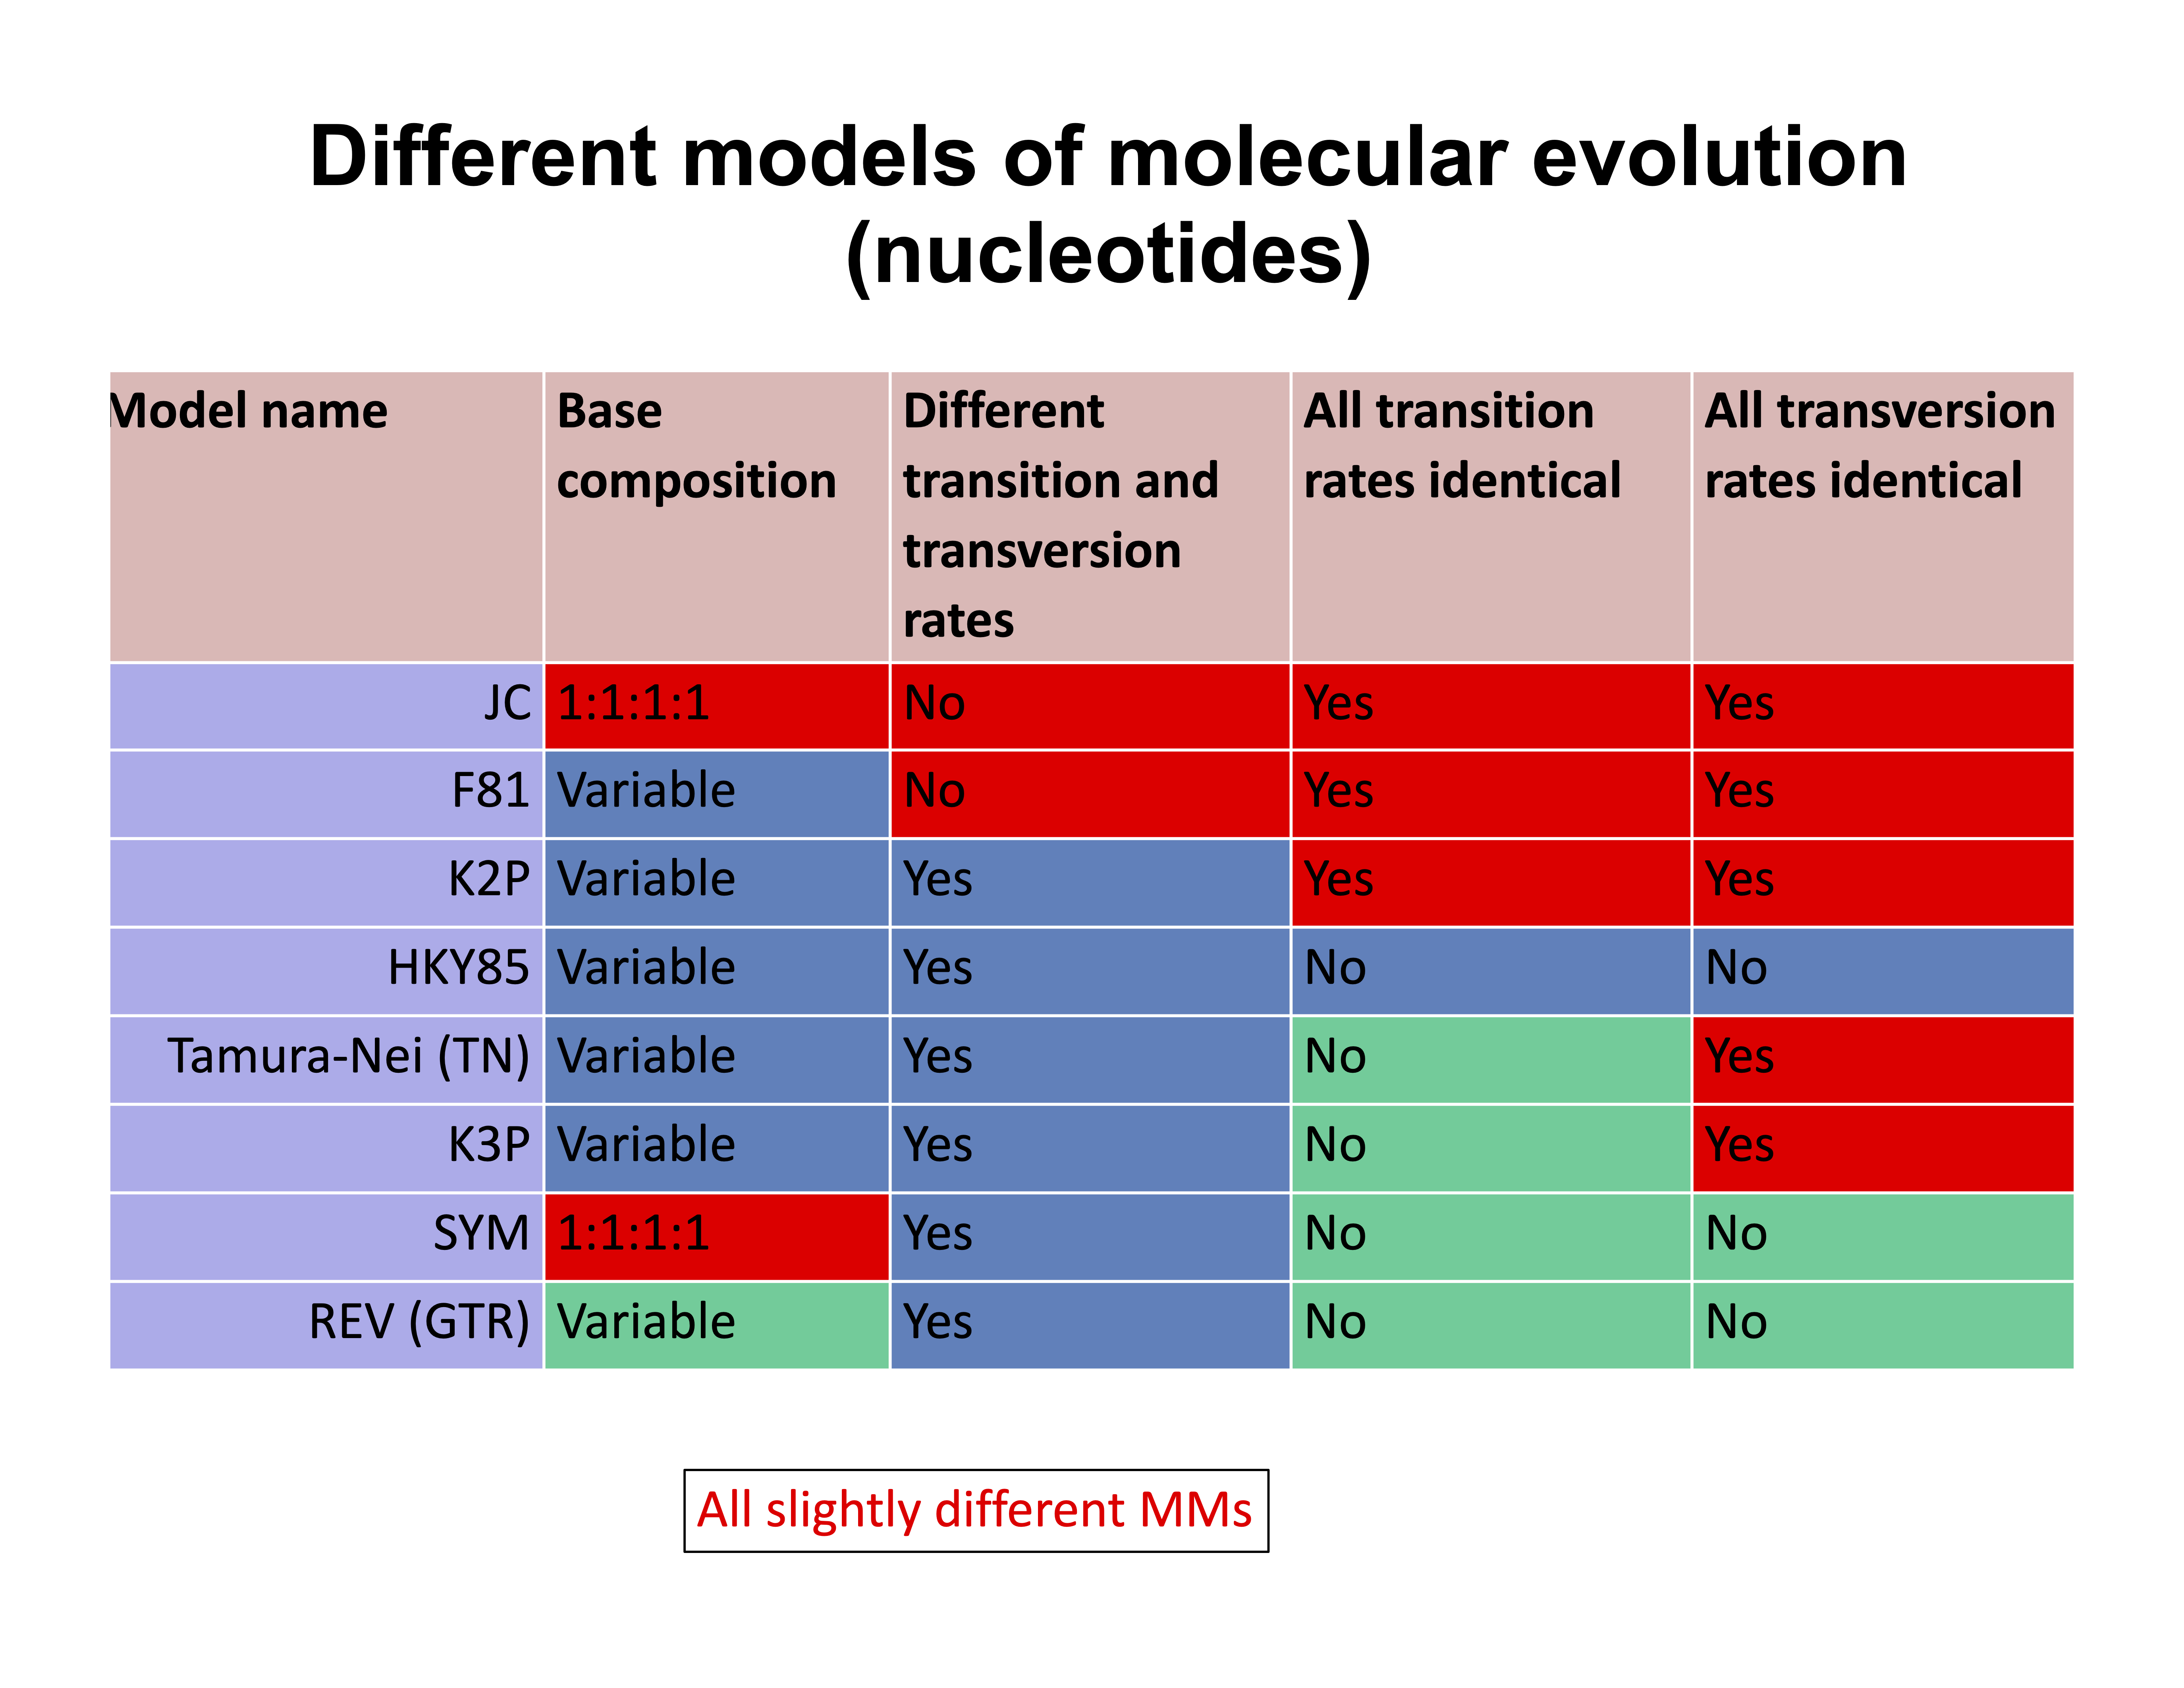 Different models of molecular evolution
(nucleotides)
Model name
Base
composition
Different
transition and
transversion
rates
All transition
rates identical
All transversion
rates identical
JC 1:1:1:1 No Yes Yes
F81 Variable No Yes Yes
K2P Variable Yes Yes Yes
HKY85 Variable Yes No No
Tamura-Nei (TN) Variable Yes No Yes
K3P Variable Yes No Yes
SYM 1:1:1:1 Yes No No
REV (GTR) Variable Yes No No
All slightly different MMs